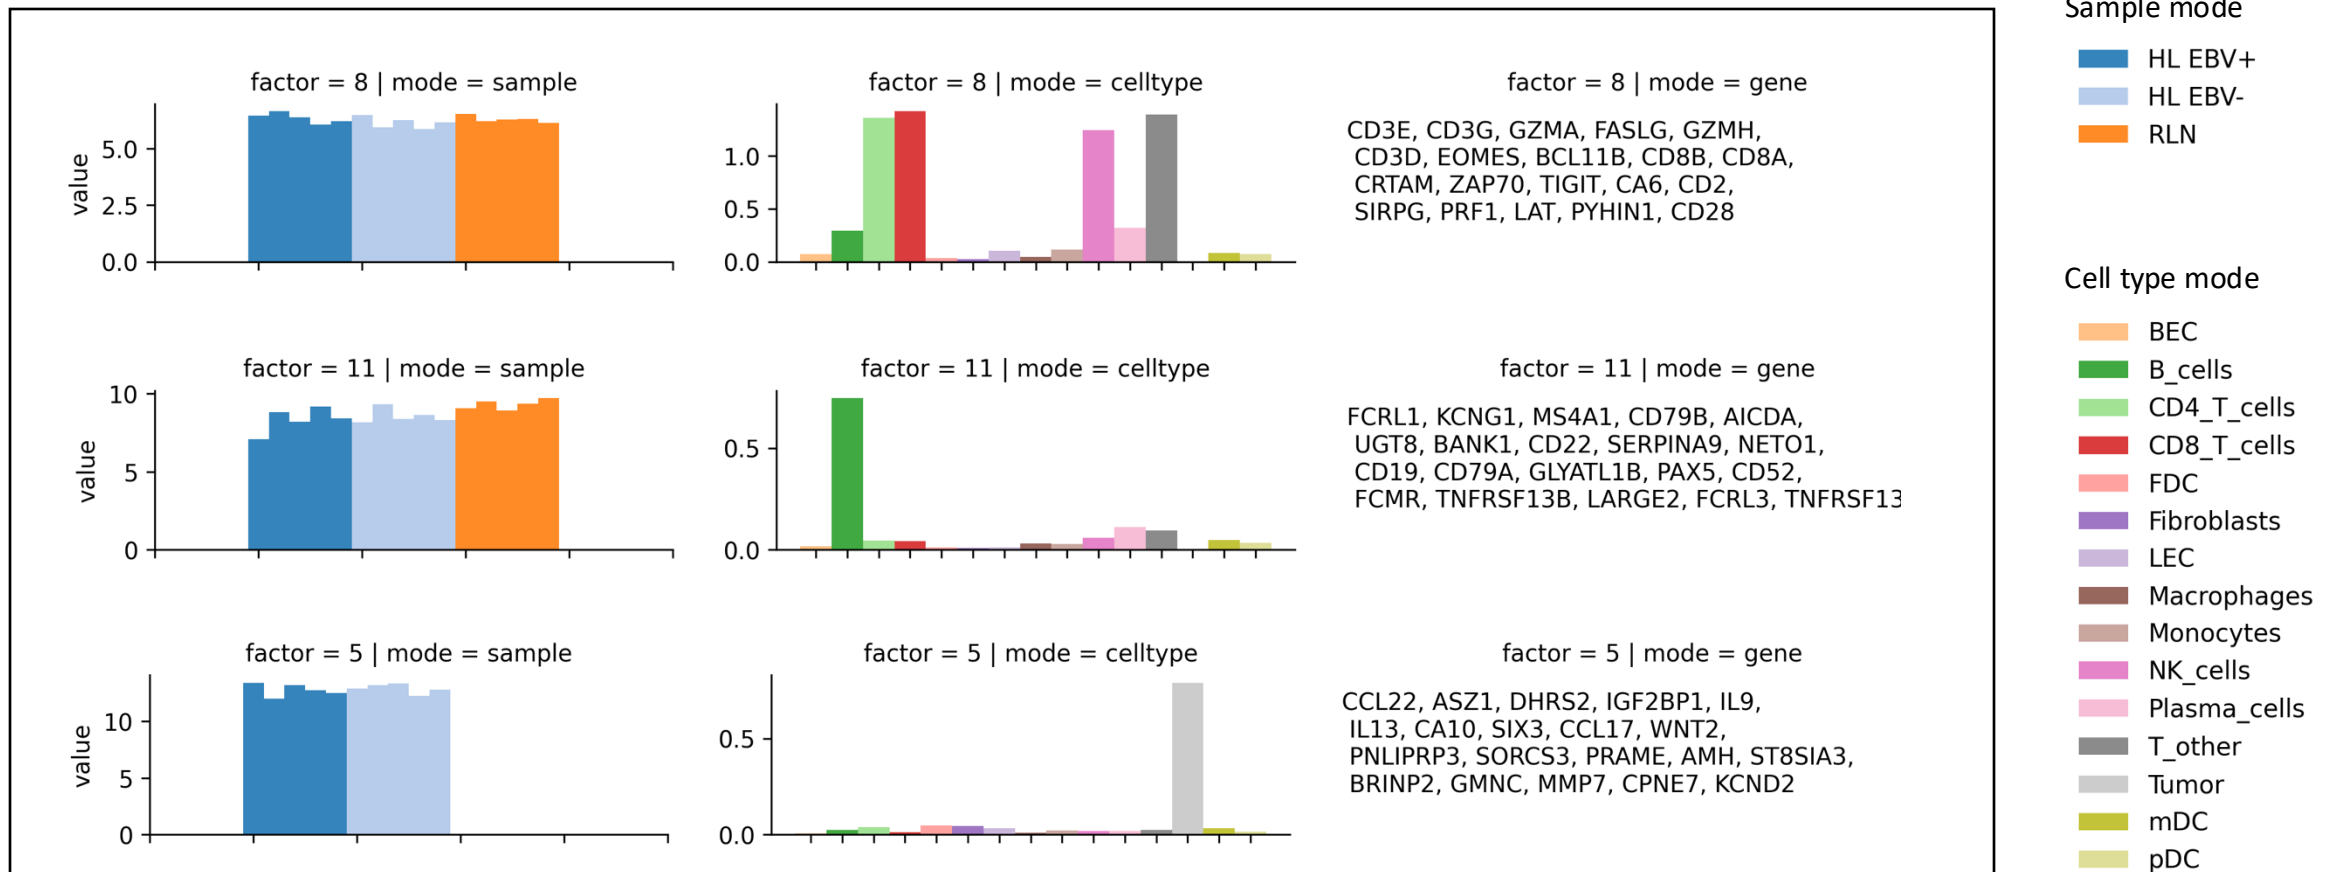 factor = 8 | mode = sample
value
5.0
2.5
0.0
factor = 8 | mode = celltype
1.0
0.5
0.0
factor = 8 | mode = gene
CD3E, CD3G, GZMA, FASLG, GZMH,
CD3D, EOMES, BCL11B, CD8B, CD8A,
CRTAM, ZAP70, TIGIT, CA6, CD2,
SIRPG, PRF1, LAT, PYHIN1, CD28
factor = 11 | mode = sample
value
10
5
0
factor = 11 | mode = celltype
0.5
0.0
factor = 11 | mode = gene
FCRL1, KCNG1, MS4A1, CD79B, AICDA,
UGT8, BANK1, CD22, SERPINA9, NETO1,
CD19, CD79A, GLYATL1B, PAX5, CD52,
FCMR, TNFRSF13B, LARGE2, FCRL3, TNFRSF13
factor = 5 | mode = sample
value
10
5
0
factor = 5 | mode = celltype
0.5
0.0
factor = 5 | mode = gene
CCL22, ASZ1, DHRS2, IGF2BP1, IL9,
IL13, CA10, SIX3, CCL17, WNT2,
PNLIPRP3, SORCS3, PRAME, AMH, ST8SIA3,
BRINP2, GMNC, MMP7, CPNE7, KCND2
Sample mode
HL EBV+
HL EBV-
RLN
Cell type mode
BEC
B_cells
CD4_T_cells
CD8_T_cells
FDC
Fibroblasts
LEC
Macrophages
Monocytes
NK_cells
Plasma_cells
T_other
Tumor
mDC
pDC